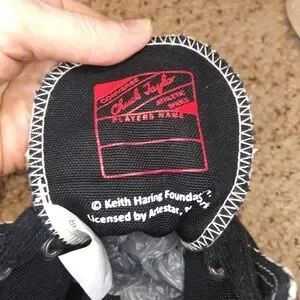 CONVERSE
Chuck Taylor
ATHLETIC
SHOES
PLAYERS NAME
© Keith Haring Foundation
Licensed by Artestar,